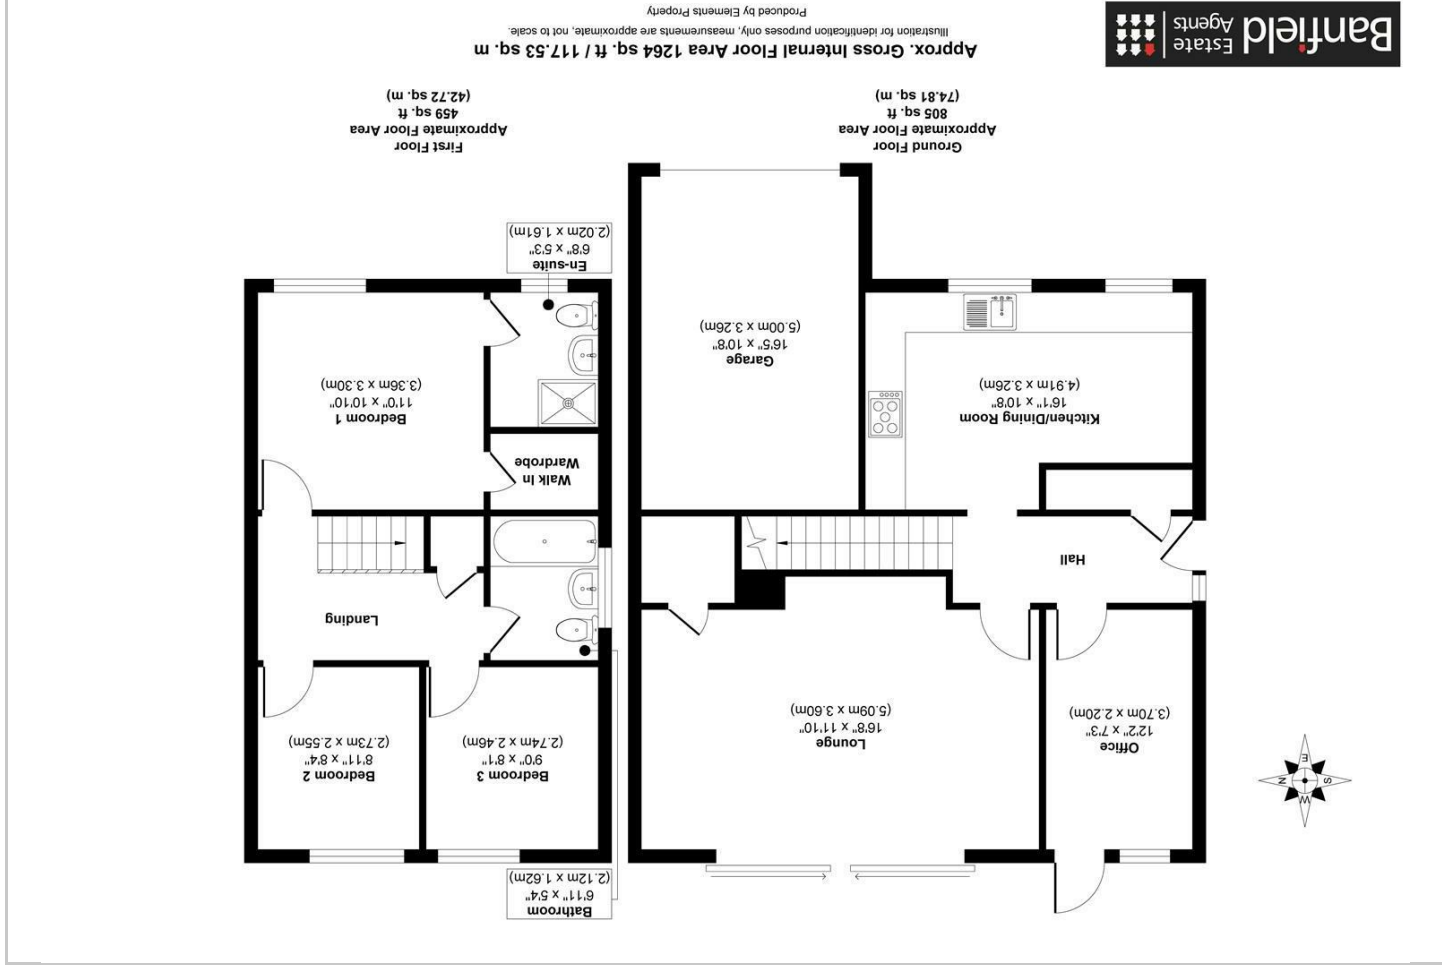 Bathroom
6'11" x 5'4"
(2.12m x 1.62m)
Office
12'2" x 7'3"
(3.70m x 2.20m)
Lounge
16'8" x 11'10"
(5.09m x 3.60m)
Bedroom 3
9'0" x 8'1"
(2.74m x 2.46m)
Bedroom 2
8'11" x 8'4"
(2.73m x 2.55m)
W
S
N
E
Hall
Landing
Walk In
Wardrobe
Kitchen/Dining Room
16'1" x 10'8"
(4.91m x 3.26m)
Garage
16'5" x 10'8"
(5.00m x 3.26m)
Bedroom 1
11'0" x 10'10"
(3.36m x 3.30m)
En-suite
6'8" x 5'3"
(2.02m x 1.61m)
Ground Floor
Approximate Floor Area
805 sq. ft
(74.81 sq. m)
First Floor
Approximate Floor Area
459 sq. ft
(42.72 sq. m)
Banfield
Estate
Agents
Approx. Gross Internal Floor Area 1264 sq. ft / 117.53 sq. m
Illustration for identification purposes only, measurements are approximate, not to scale.
Produced by Elements Property